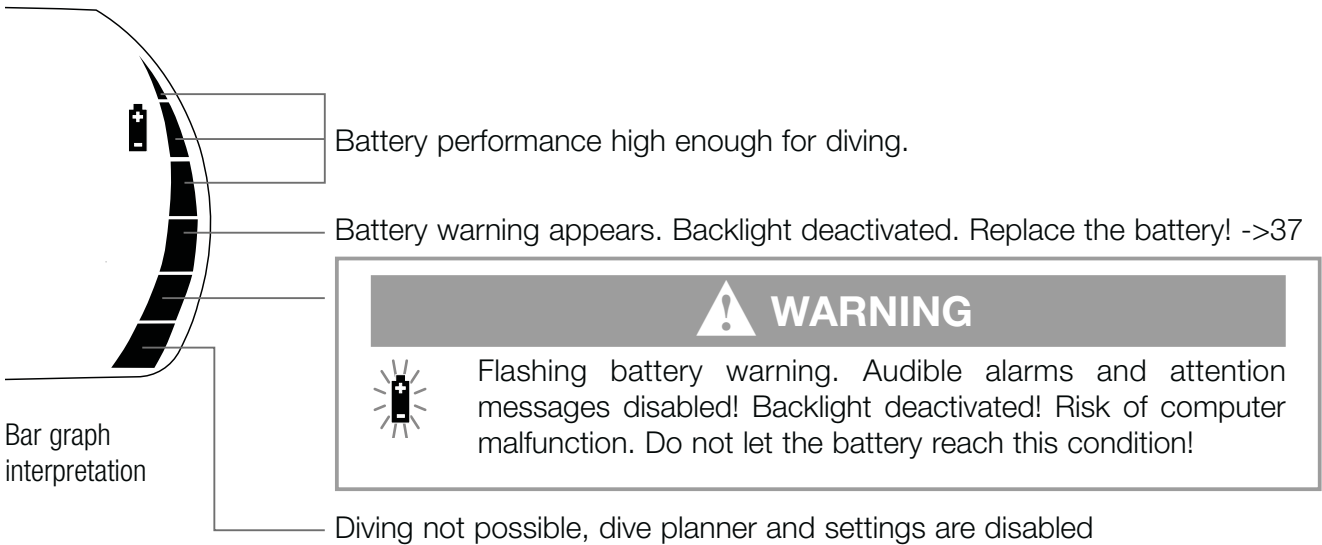 Battery performance high enough for diving.
Battery warning appears. Backlight deactivated. Replace the battery! ->37
WARNING
Flashing battery warning. Audible alarms and attention
messages disabled! Backlight deactivated! Risk of computer
malfunction. Do not let the battery reach this condition!
Bar graph
interpretation
Diving not possible, dive planner and settings are disabled